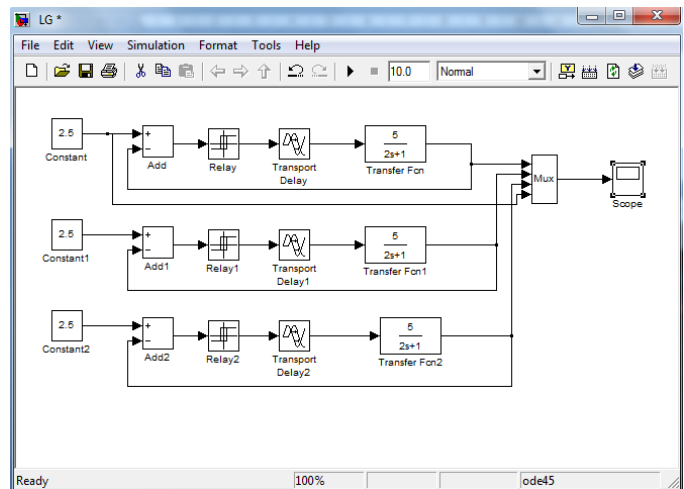 LG *
File Edit View Simulation Format Tools Help
10.0 Normal
2.5
Constant
+
−
Add
Relay
Transport
Delay
5
2s+1
Transfer Fcn
Mux
Scope
2.5
Constant1
+
−
Add1
Relay1
Transport
Delay1
5
2s+1
Transfer Fcn1
2.5
Constant2
+
−
Add2
Relay2
Transport
Delay2
5
2s+1
Transfer Fcn2
Ready 100% ode45